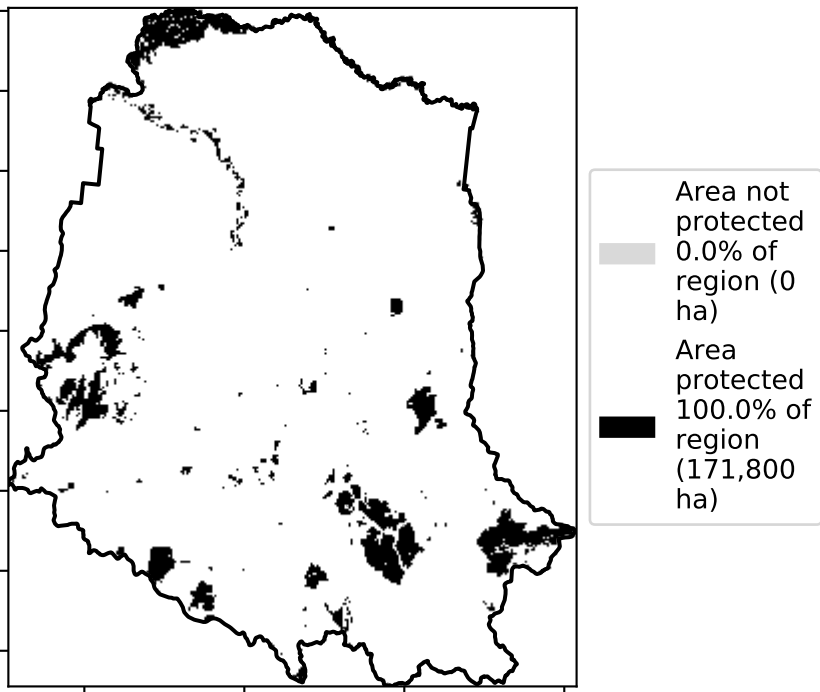 Area not
protected
0.0% of
region (0
ha)
Area
protected
100.0% of
region
(171,800
ha)